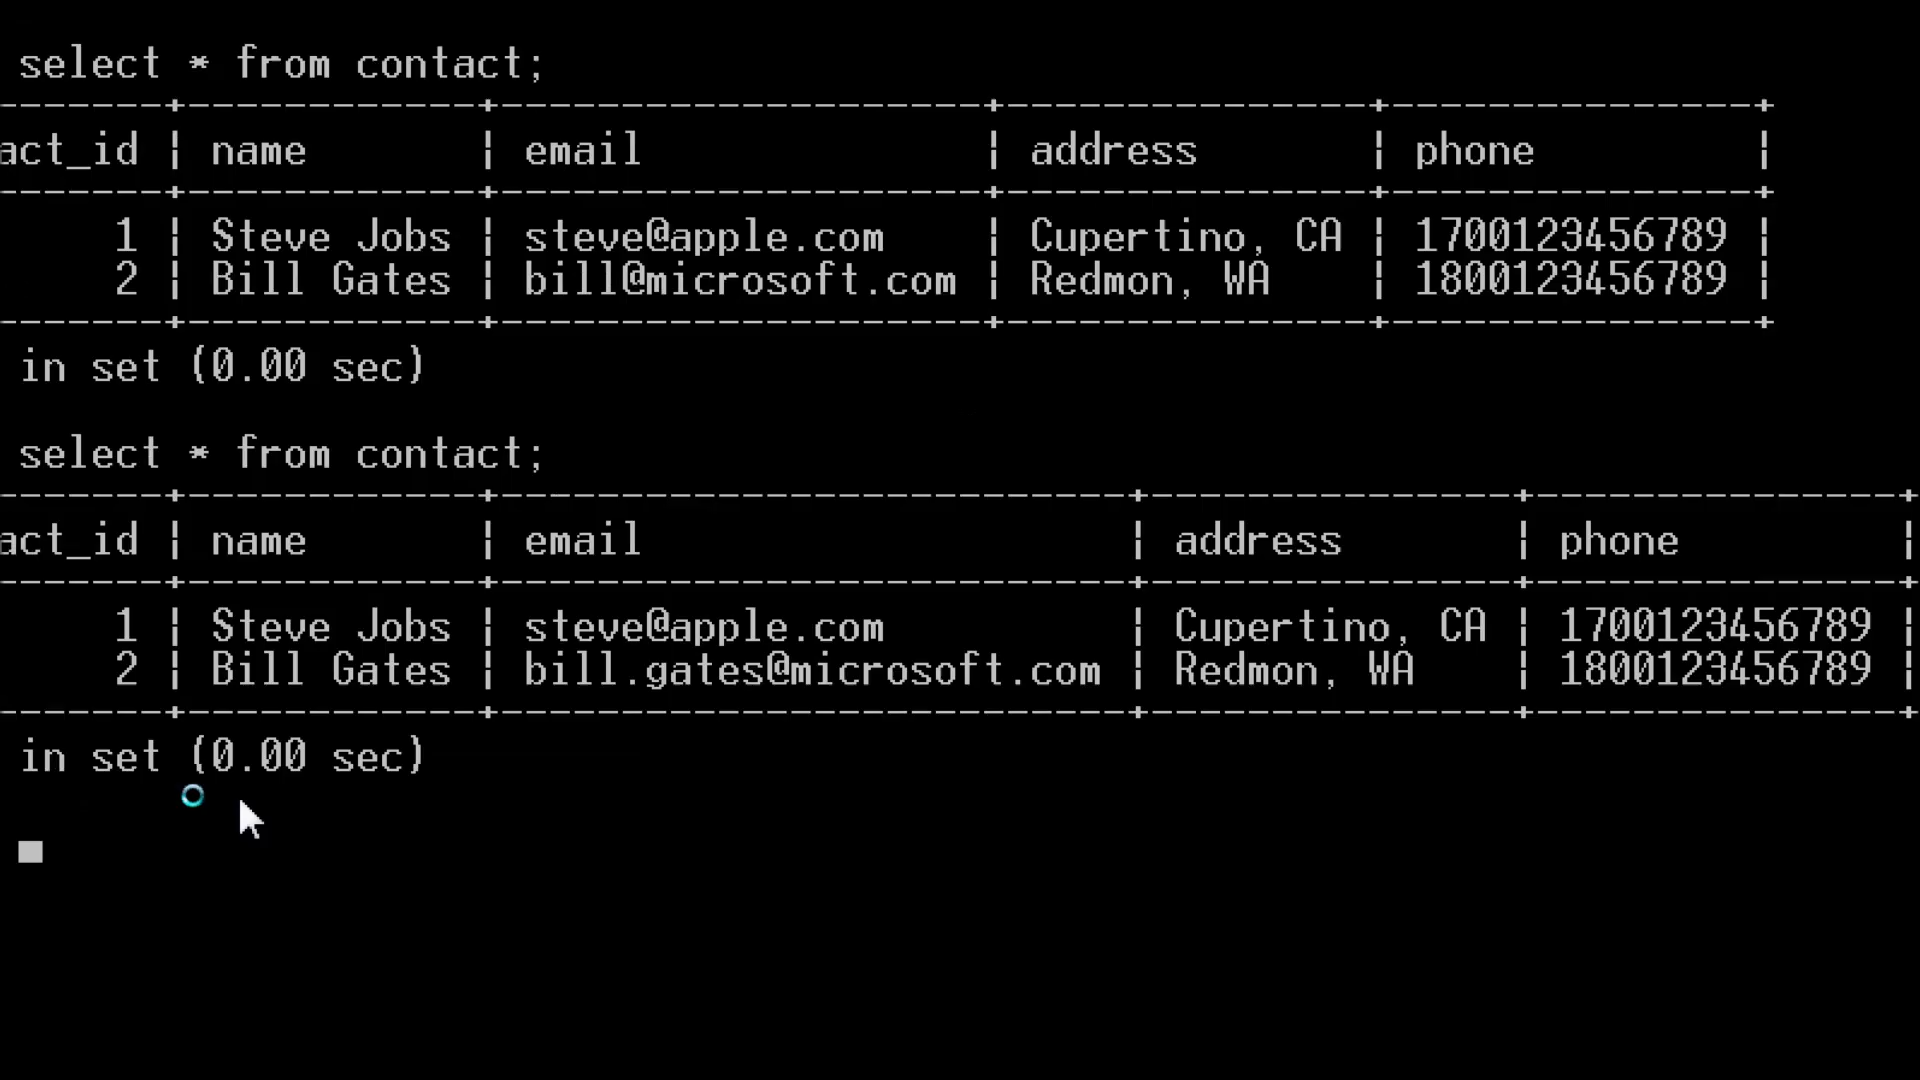 select * from contact;
-------+------------+--------------------+---------------+---------------+
act_id | name       | email              | address       | phone         |
-------+------------+--------------------+---------------+---------------+
     1 | Steve Jobs | steve@apple.com    | Cupertino, CA | 1700123456789 |
     2 | Bill Gates | bill@microsoft.com | Redmon, WA    | 1800123456789 |
-------+------------+--------------------+---------------+---------------+
in set (0.00 sec)
select * from contact;
-------+------------+--------------------------+---------------+---------------+
act_id | name       | email                    | address       | phone         |
-------+------------+--------------------------+---------------+---------------+
     1 | Steve Jobs | steve@apple.com          | Cupertino, CA | 1700123456789 |
     2 | Bill Gates | bill.gates@microsoft.com | Redmon, WA    | 1800123456789 |
-------+------------+--------------------------+---------------+---------------+
in set (0.00 sec)